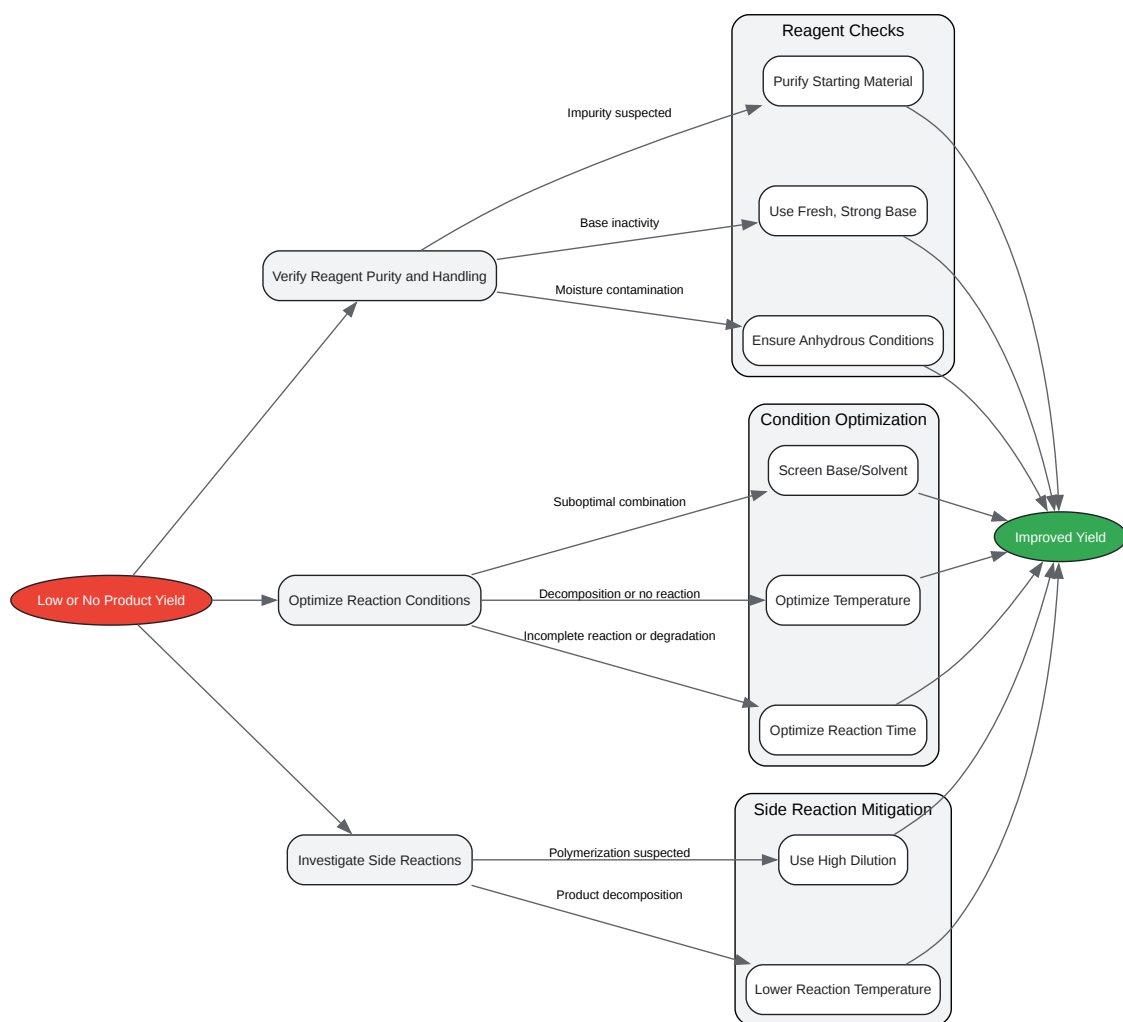 Reagent Checks
Purify Starting Material
Impurity suspected
Use Fresh, Strong Base
Base inactivity
Verify Reagent Purity and Handling
Moisture contamination
Ensure Anhydrous Conditions
Condition Optimization
Screen Base/Solvent
Suboptimal combination
Improved Yield
Low or No Product Yield
Optimize Reaction Conditions
Decomposition or no reaction
Optimize Temperature
Incomplete reaction or degradation
Optimize Reaction Time
Side Reaction Mitigation
Investigate Side Reactions
Polymerization suspected
Use High Dilution
Product decomposition
Lower Reaction Temperature